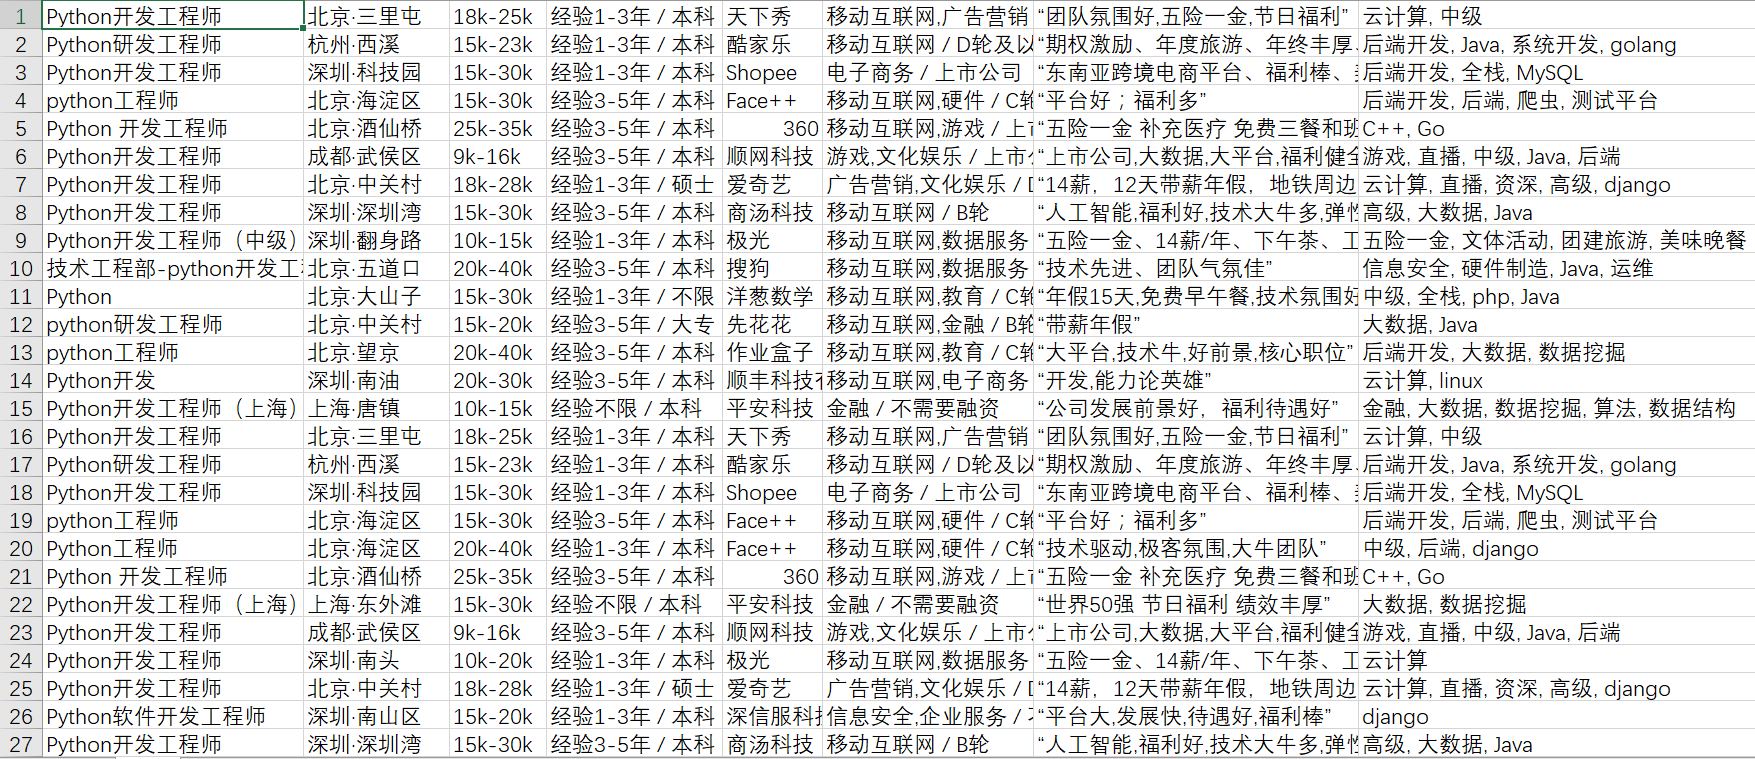 1 Python开发工程师 北京·三里屯 18k-25k 经验1-3年 / 本科 天下秀 移动互联网,广告营销 “团队氛围好,五险一金,节日福利” 云计算, 中级
2 Python研发工程师 杭州·西溪 15k-23k 经验1-3年 / 本科 酷家乐 移动互联网 / D轮及以 “期权激励、年度旅游、年终丰厚、 后端开发, Java, 系统开发, golang
3 Python开发工程师 深圳·科技园 15k-30k 经验1-3年 / 本科 Shopee 电子商务 / 上市公司 “东南亚跨境电商平台、福利棒、 后端开发, 全栈, MySQL
4 python工程师 北京·海淀区 15k-30k 经验3-5年 / 本科 Face++ 移动互联网,硬件 / C轮 “平台好；福利多” 后端开发, 后端, 爬虫, 测试平台
5 Python 开发工程师 北京·酒仙桥 25k-35k 经验3-5年 / 本科 360 移动互联网,游戏 / 上 “五险一金 补充医疗 免费三餐和班 C++, Go
6 Python开发工程师 成都·武侯区 9k-16k 经验3-5年 / 本科 顺网科技 游戏,文化娱乐 / 上市 “上市公司,大数据,大平台,福利健全 游戏, 直播, 中级, Java, 后端
7 Python开发工程师 北京·中关村 18k-28k 经验1-3年 / 硕士 爱奇艺 广告营销,文化娱乐 / “14薪， 12天带薪年假， 地铁周边 云计算, 直播, 资深, 高级, django
8 Python开发工程师 深圳·深圳湾 15k-30k 经验3-5年 / 本科 商汤科技 移动互联网 / B轮 “人工智能,福利好,技术大牛多,弹性 高级, 大数据, Java
9 Python开发工程师（中级） 深圳·翻身路 10k-15k 经验1-3年 / 本科 极光 移动互联网,数据服务 “五险一金、14薪/年、下午茶、工 五险一金, 文体活动, 团建旅游, 美味晚餐
10 技术工程部-python开发工程 北京·五道口 20k-40k 经验1-3年 / 本科 搜狗 移动互联网,数据服务 “技术先进、团队气氛佳” 信息安全, 硬件制造, Java, 运维
11 Python 北京·大山子 15k-30k 经验1-3年 / 不限 洋葱数学 移动互联网,教育 / C轮 “年假15天,免费早午餐,技术氛围好 中级, 全栈, php, Java
12 python研发工程师 北京·中关村 15k-20k 经验3-5年 / 大专 先花花 移动互联网,金融 / B轮 “带薪年假” 大数据, Java
13 python工程师 北京·望京 20k-40k 经验3-5年 / 本科 作业盒子 移动互联网,教育 / C轮 “大平台,技术牛,好前景,核心职位” 后端开发, 大数据, 数据挖掘
14 Python开发 深圳·南油 20k-30k 经验3-5年 / 本科 顺丰科技有 移动互联网,电子商务 “开发,能力论英雄” 云计算, linux
15 Python开发工程师（上海） 上海·唐镇 10k-15k 经验不限 / 本科 平安科技 金融 / 不需要融资 “公司发展前景好， 福利待遇好” 金融, 大数据, 数据挖掘, 算法, 数据结构
16 Python开发工程师 北京·三里屯 18k-25k 经验1-3年 / 本科 天下秀 移动互联网,广告营销 “团队氛围好,五险一金,节日福利” 云计算, 中级
17 Python研发工程师 杭州·西溪 15k-23k 经验1-3年 / 本科 酷家乐 移动互联网 / D轮及以 “期权激励、年度旅游、年终丰厚、 后端开发, Java, 系统开发, golang
18 Python开发工程师 深圳·科技园 15k-30k 经验1-3年 / 本科 Shopee 电子商务 / 上市公司 “东南亚跨境电商平台、福利棒、 后端开发, 全栈, MySQL
19 python工程师 北京·海淀区 15k-30k 经验3-5年 / 本科 Face++ 移动互联网,硬件 / C轮 “平台好；福利多” 后端开发, 后端, 爬虫, 测试平台
20 Python工程师 北京·海淀区 20k-40k 经验1-3年 / 本科 Face++ 移动互联网,硬件 / C轮 “技术驱动,极客氛围,大牛团队” 中级, 后端, django
21 Python 开发工程师 北京·酒仙桥 25k-35k 经验3-5年 / 本科 360 移动互联网,游戏 / 上 “五险一金 补充医疗 免费三餐和班 C++, Go
22 Python开发工程师（上海） 上海·东外滩 15k-30k 经验不限 / 本科 平安科技 金融 / 不需要融资 “世界50强 节日福利 绩效丰厚” 大数据, 数据挖掘
23 Python开发工程师 成都·武侯区 9k-16k 经验3-5年 / 本科 顺网科技 游戏,文化娱乐 / 上市 “上市公司,大数据,大平台,福利健全 游戏, 直播, 中级, Java, 后端
24 Python开发工程师 深圳·南头 10k-20k 经验1-3年 / 本科 极光 移动互联网,数据服务 “五险一金、14薪/年、下午茶、工 云计算
25 Python开发工程师 北京·中关村 18k-28k 经验1-3年 / 硕士 爱奇艺 广告营销,文化娱乐 / “14薪， 12天带薪年假， 地铁周边 云计算, 直播, 资深, 高级, django
26 Python软件开发工程师 深圳·南山区 15k-20k 经验1-3年 / 本科 深信服科技 信息安全,企业服务 / “平台大,发展快,待遇好,福利棒” django
27 Python开发工程师 深圳·深圳湾 15k-30k 经验3-5年 / 本科 商汤科技 移动互联网 / B轮 “人工智能,福利好,技术大牛多,弹性 高级, 大数据, Java